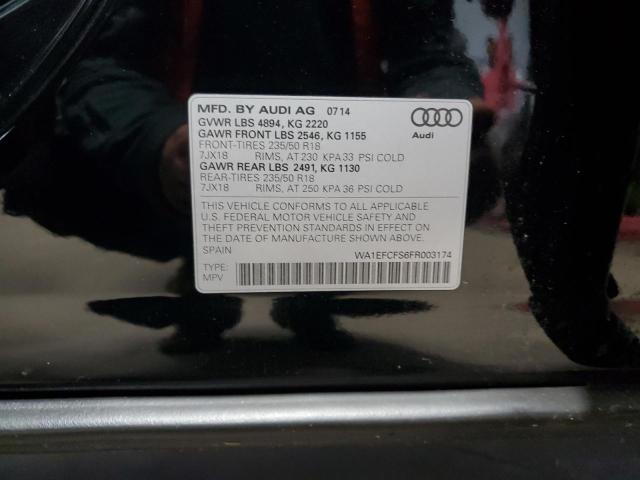 MFD. BY AUDI AG 07 14
GVWR LBS 4894, KG 2220
GAWR FRONT LBS 2546, KG 1155
FRONT-TIRES 235/50 R18
7JX18 RIMS, AT 230 KPA 33 PSI COLD
GAWR REAR LBS 2491, KG 1130
REAR-TIRES 235/50 R18
7JX18 RIMS, AT 250 KPA 36 PSI COLD
Audi
THIS VEHICLE CONFORMS TO ALL APPLICABLE
U.S. FEDERAL MOTOR VEHICLE SAFETY AND
THEFT PREVENTION STANDARDS IN EFFECT ON
THE DATE OF MANUFACTURE SHOWN ABOVE.
SPAIN
WA1EFCFS6FR003174
TYPE:
MPV